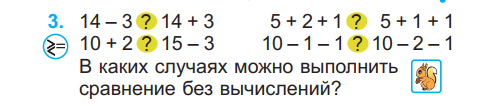 3. 14 – 3 ? 14 + 3 5 + 2 + 1 ? 5 + 1 + 1
⋛ 10 + 2 ? 15 – 3 10 – 1 – 1 ? 10 – 2 – 1
В каких случаях можно выполнить
сравнение без вычислений?